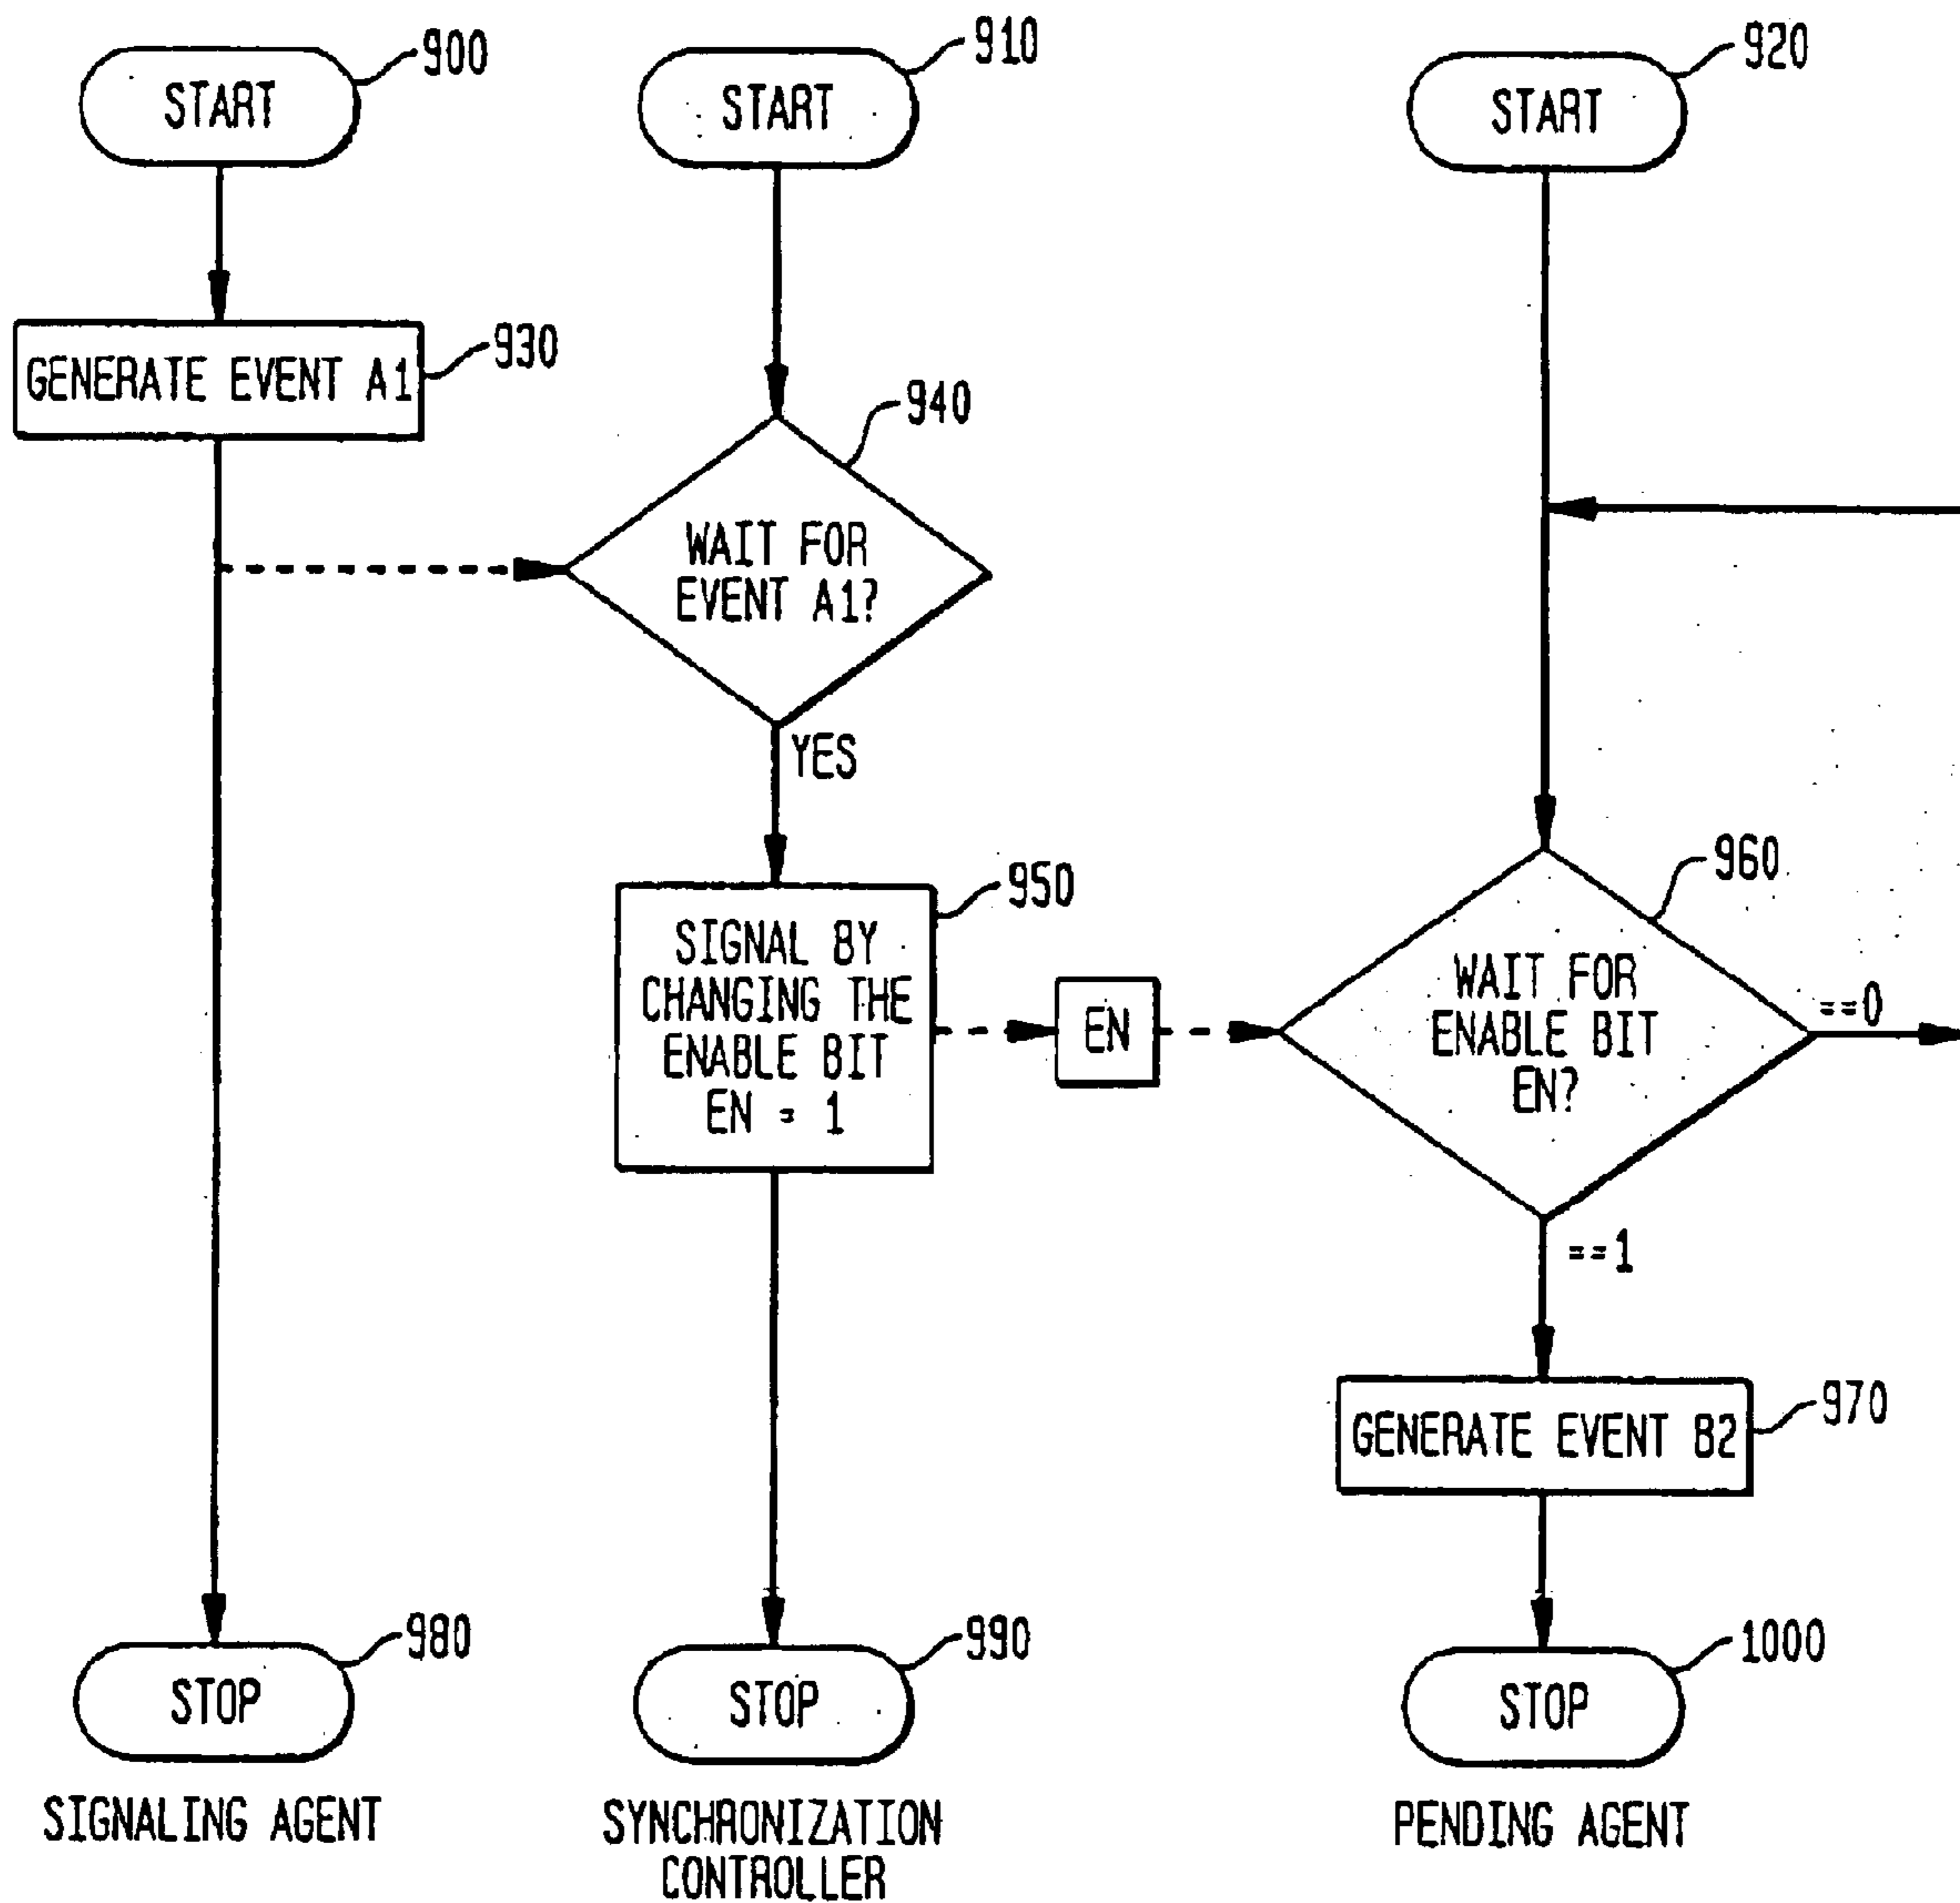 900
START
910
START
920
START
GENERATE EVENT A1
930
940
WAIT FOR
EVENT A1?
YES
950
SIGNAL BY
CHANGING THE
ENABLE BIT
EN = 1
EN
960
WAIT FOR
ENABLE BIT
EN?
==0
==1
GENERATE EVENT B2
970
980
STOP
990
STOP
1000
STOP
SIGNALING AGENT
SYNCHRONIZATION
CONTROLLER
PENDING AGENT